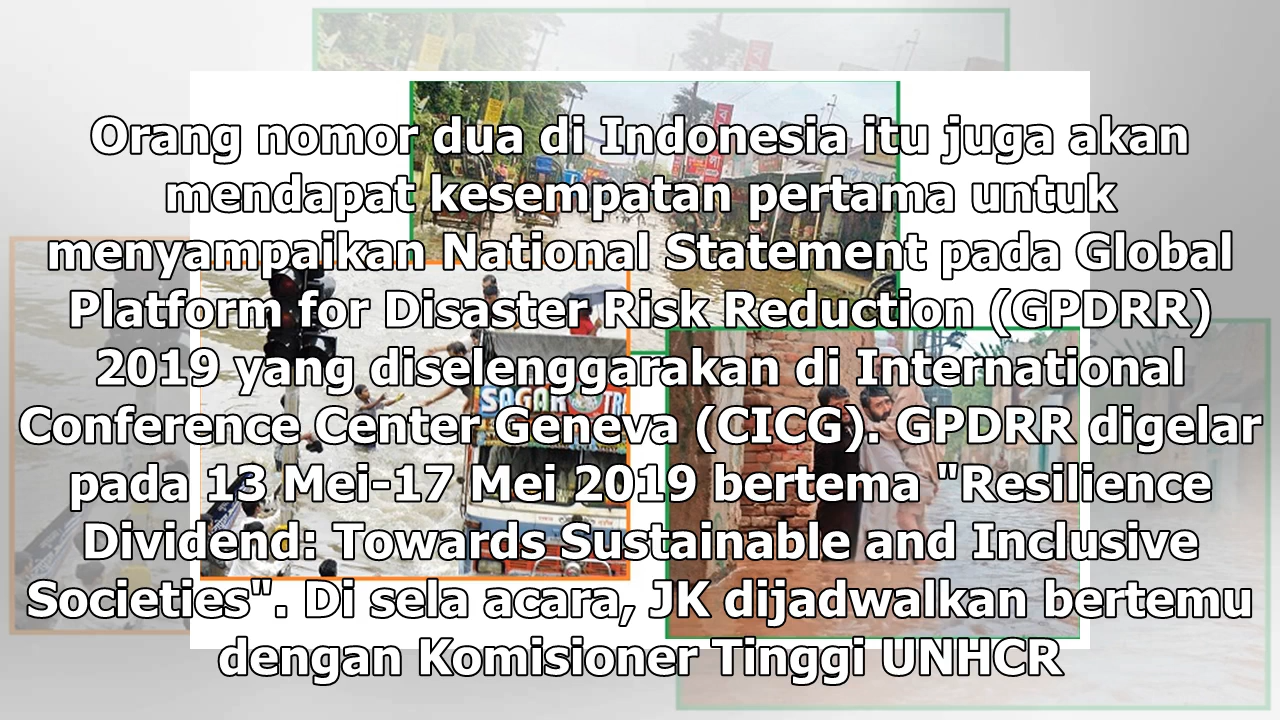 Orang nomor dua di Indonesia itu juga akan
mendapat kesempatan pertama untuk
menyampaikan National Statement pada Global
Platform for Disaster Risk Reduction (GPDRR)
2019 yang diselenggarakan di International
Conference Center Geneva (CICG). GPDRR digelar
pada 13 Mei-17 Mei 2019 bertema "Resilience
Dividend: Towards Sustainable and Inclusive
Societies". Di sela acara, JK dijadwalkan bertemu
dengan Komisioner Tinggi UNHCR
SAGAR